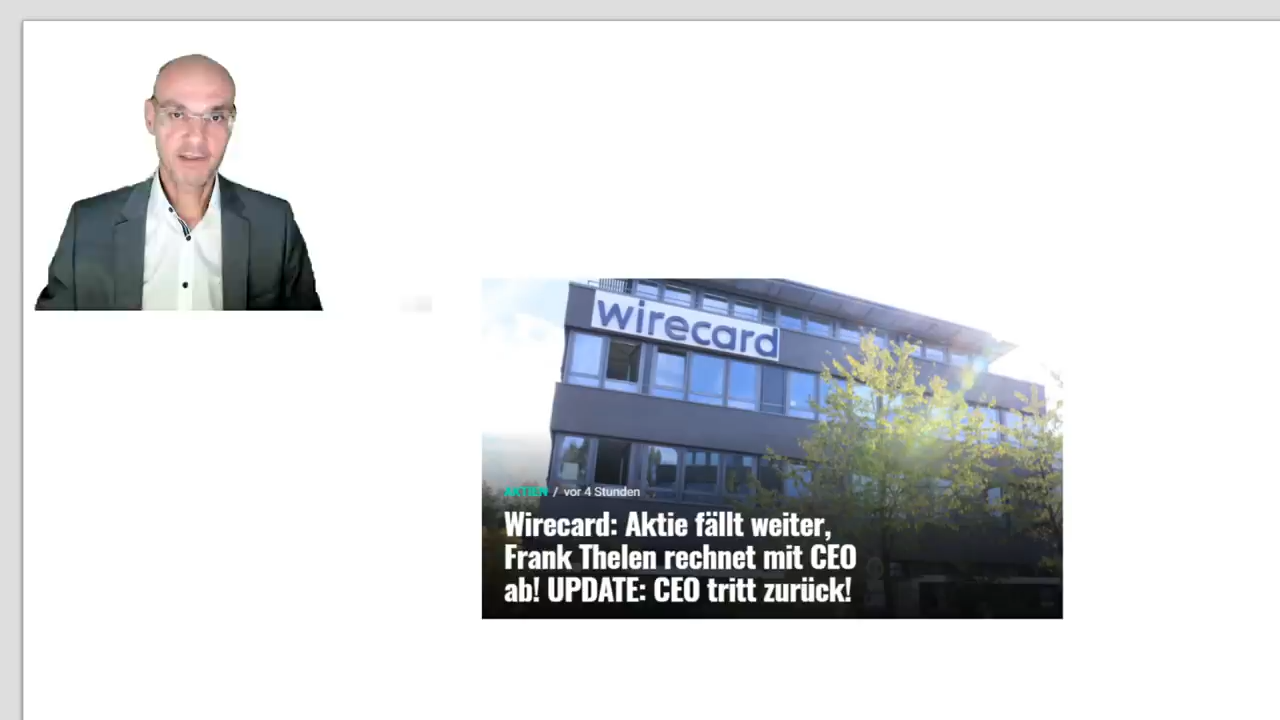 wirecard
AKTIEN / vor 4 Stunden
Wirecard: Aktie fällt weiter,
Frank Thelen rechnet mit CEO
ab! UPDATE: CEO tritt zurück!